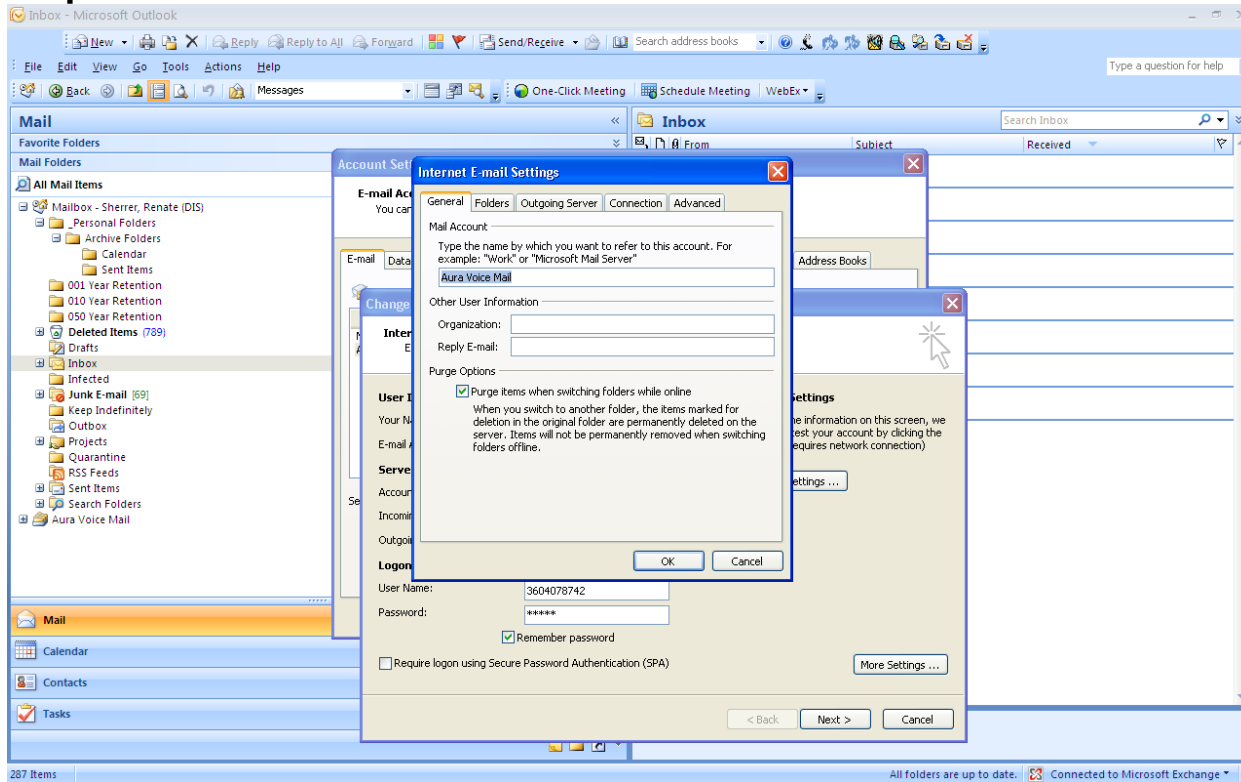 Inbox - Microsoft Outlook
New Reply Reply to All Forward Send/Receive Search address books
File Edit View Go Tools Actions Help
Type a question for help
Back Messages One-Click Meeting Schedule Meeting WebEx
Mail
Inbox
Search Inbox
Favorite Folders
From Subject Received
Mail Folders
All Mail Items
Mailbox - Sherrer, Renate (DIS)
_Personal Folders
Archive Folders
Calendar
Sent Items
001 Year Retention
010 Year Retention
050 Year Retention
Deleted Items (789)
Drafts
Inbox
Infected
Junk E-mail [69]
Keep Indefinitely
Outbox
Projects
Quarantine
RSS Feeds
Sent Items
Search Folders
Aura Voice Mail
Mail
Calendar
Contacts
Tasks
Account Set
E-mail Acc
You can
E-mail Data
Address Books
Se
Change
Inter
E
User I
Your N
E-mail A
Serve
Accoun
Incomin
Outgoi
Logon
User Name: 3604078742
Password: *****
Remember password
Require logon using Secure Password Authentication (SPA)
ettings
e information on this screen, we
est your account by clicking the
equires network connection)
ettings ...
More Settings ...
< Back Next > Cancel
Internet E-mail Settings
General Folders Outgoing Server Connection Advanced
Mail Account
Type the name by which you want to refer to this account. For
example: "Work" or "Microsoft Mail Server"
Aura Voice Mail
Other User Information
Organization:
Reply E-mail:
Purge Options
Purge items when switching folders while online
When you switch to another folder, the items marked for
deletion in the original folder are permanently deleted on the
server. Items will not be permanently removed when switching
folders offline.
OK Cancel
287 Items
All folders are up to date. Connected to Microsoft Exchange